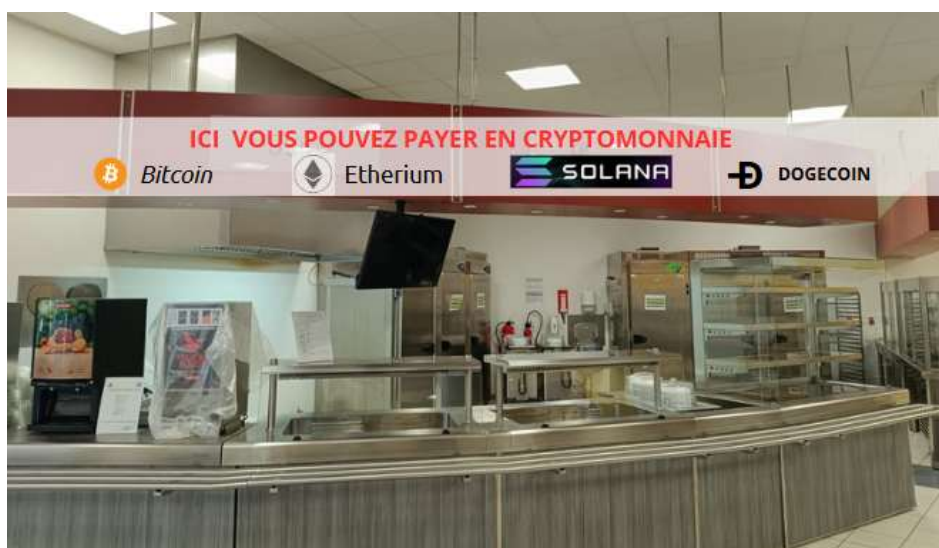 ICI VOUS POUVEZ PAYER EN CRYPTOMONNAIE
Bitcoin Etherium SOLANA DOGECOIN